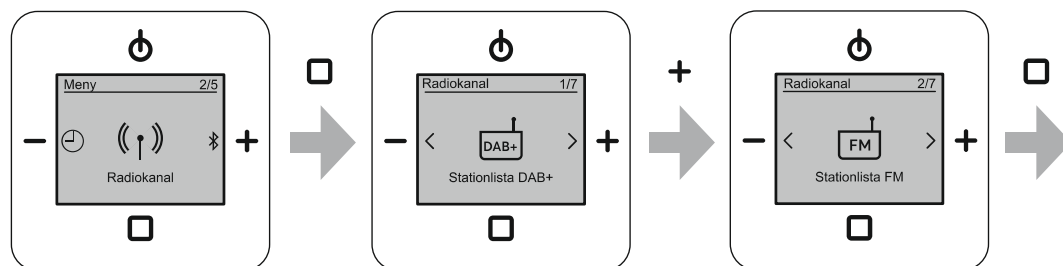 Meny 2/5
Radiokanal
Radiokanal 1/7
DAB+
Stationlista DAB+
Radiokanal 2/7
FM
Stationlista FM